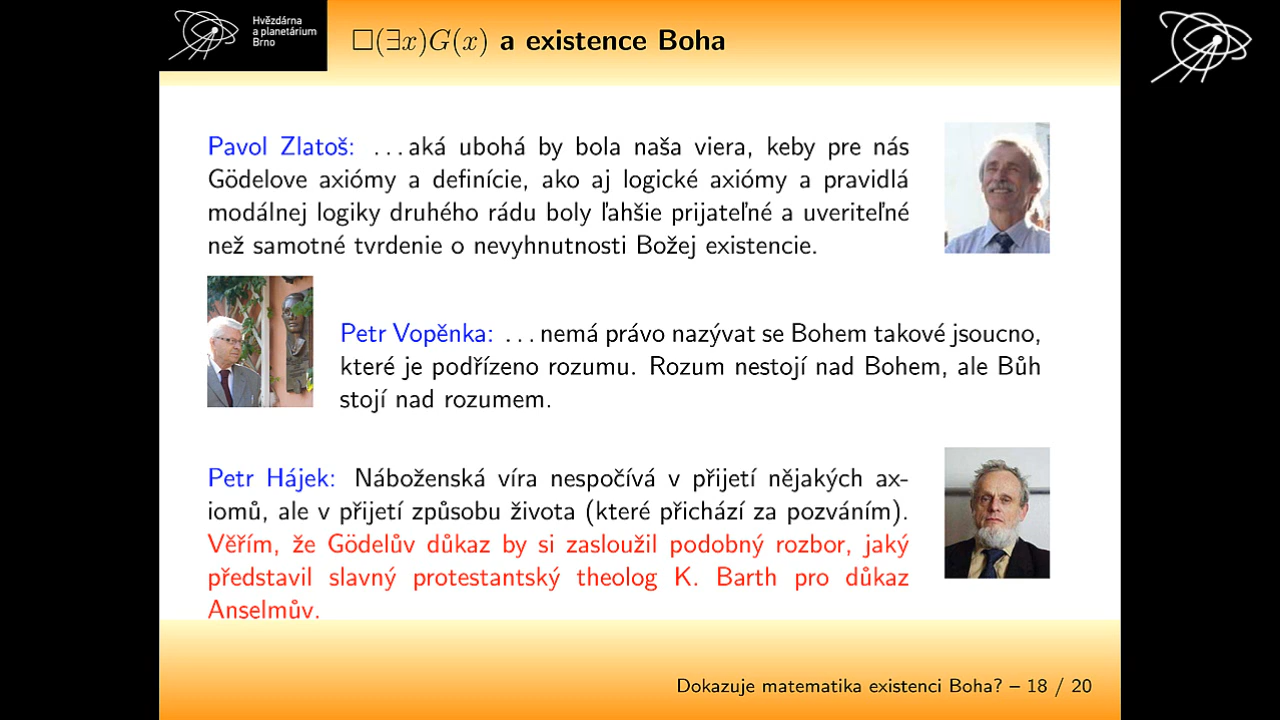 Hvězdárna
a planetárium
Brno
□(∃x)G(x) a existence Boha
Pavol Zlatoš: ...aká ubohá by bola naša viera, keby pre nás
Gödelove axiómy a definície, ako aj logické axiómy a pravidlá
modálnej logiky druhého rádu boly ľahšie prijateľné a uveriteľné
než samotné tvrdenie o nevyhnutnosti Božej existencie.
Petr Vopěnka: ...nemá právo nazývat se Bohem takové jsoucno,
které je podřízeno rozumu. Rozum nestojí nad Bohem, ale Bůh
stojí nad rozumem.
Petr Hájek: Náboženská víra nespočívá v přijetí nějakých ax-
iomů, ale v přijetí způsobu života (které přichází za pozváním).
Věřím, že Gödelův důkaz by si zasloužil podobný rozbor, jaký
představil slavný protestantský theolog K. Barth pro důkaz
Anselmův.
Dokazuje matematika existenci Boha? – 18 / 20